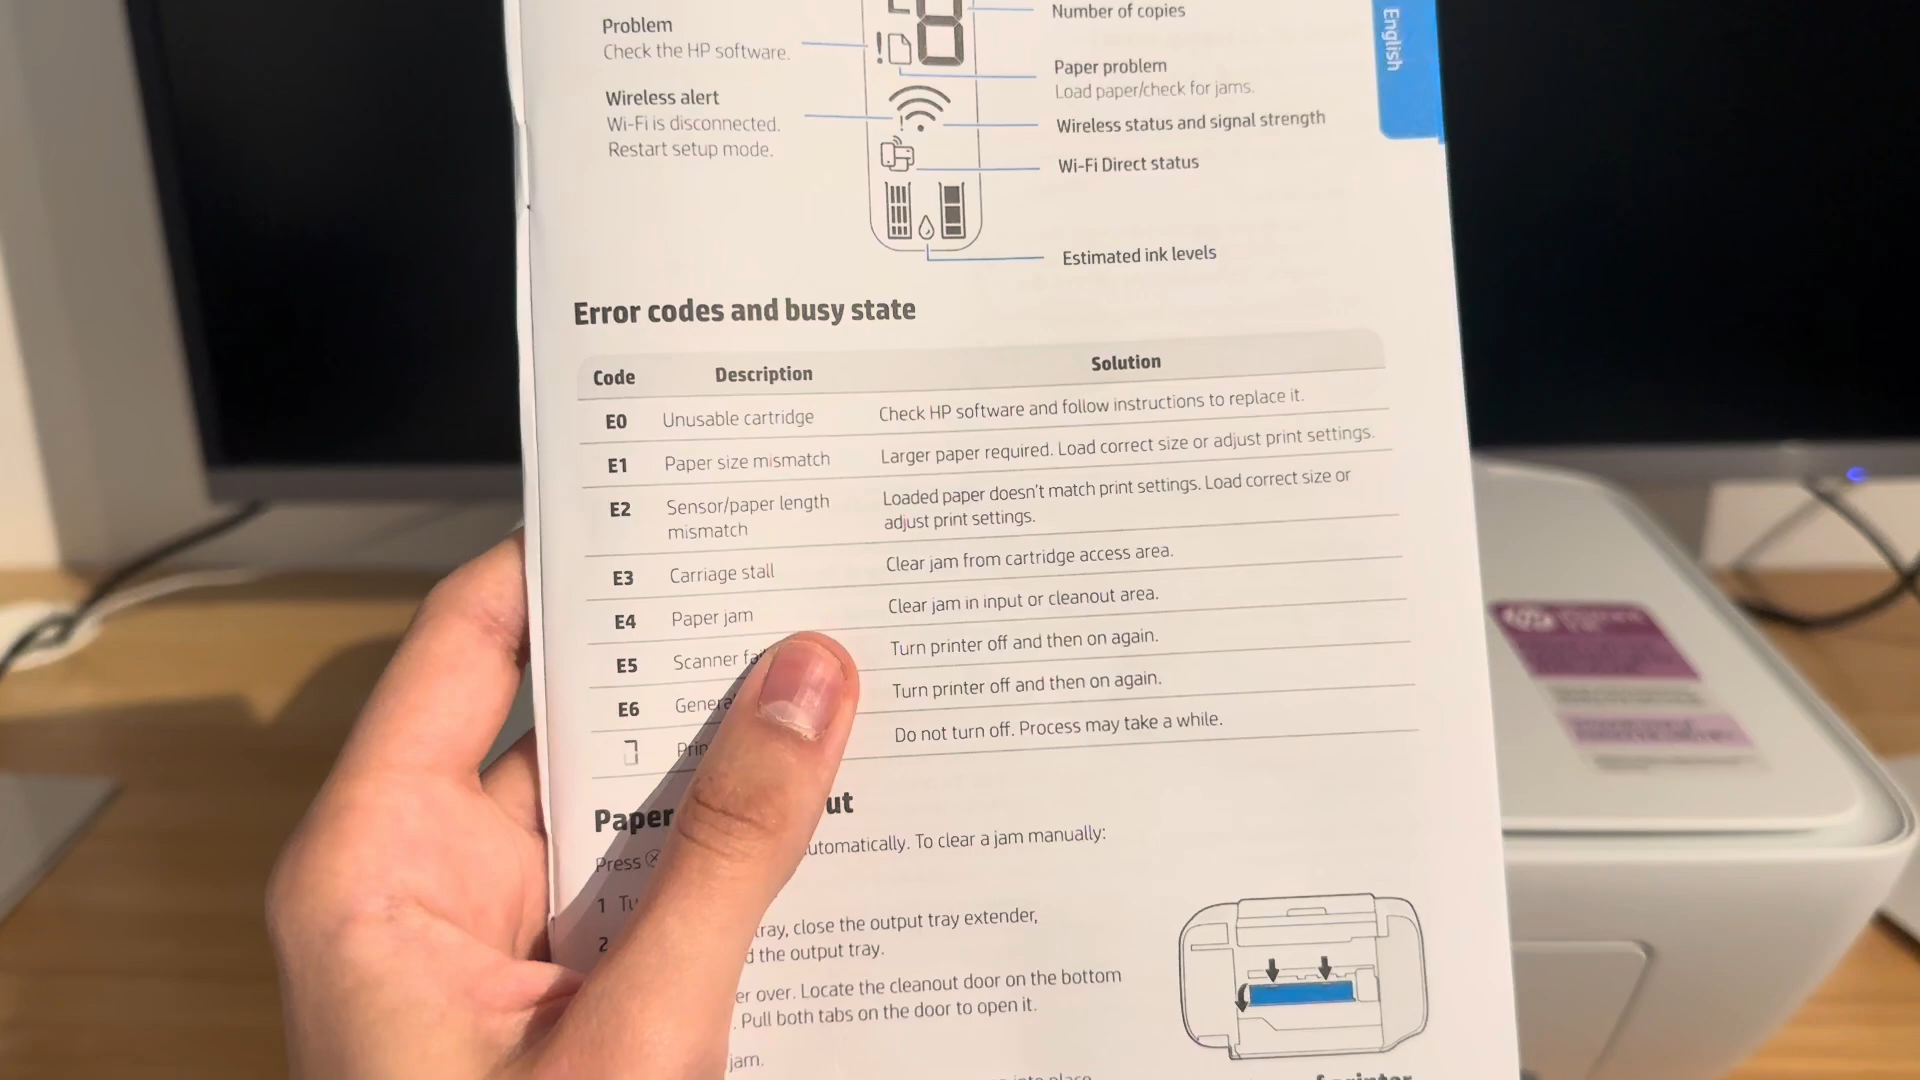 Problem
Check the HP software.
Wireless alert
Wi-Fi is disconnected.
Restart setup mode.
Number of copies
Paper problem
Load paper/check for jams.
Wireless status and signal strength
Wi-Fi Direct status
Estimated ink levels
English
Error codes and busy state
Code Description Solution
E0 Unusable cartridge Check HP software and follow instructions to replace it.
E1 Paper size mismatch Larger paper required. Load correct size or adjust print settings.
E2 Sensor/paper length mismatch Loaded paper doesn't match print settings. Load correct size or
adjust print settings.
E3 Carriage stall Clear jam from cartridge access area.
E4 Paper jam Clear jam in input or cleanout area.
E5 Scanner Turn printer off and then on again.
E6 Turn printer off and then on again.
Do not turn off. Process may take a while.
Paper
Press automatically. To clear a jam manually:
1
2 tray, close the output tray extender,
the output tray.
over. Locate the cleanout door on the bottom
. Pull both tabs on the door to open it.
jam.
place